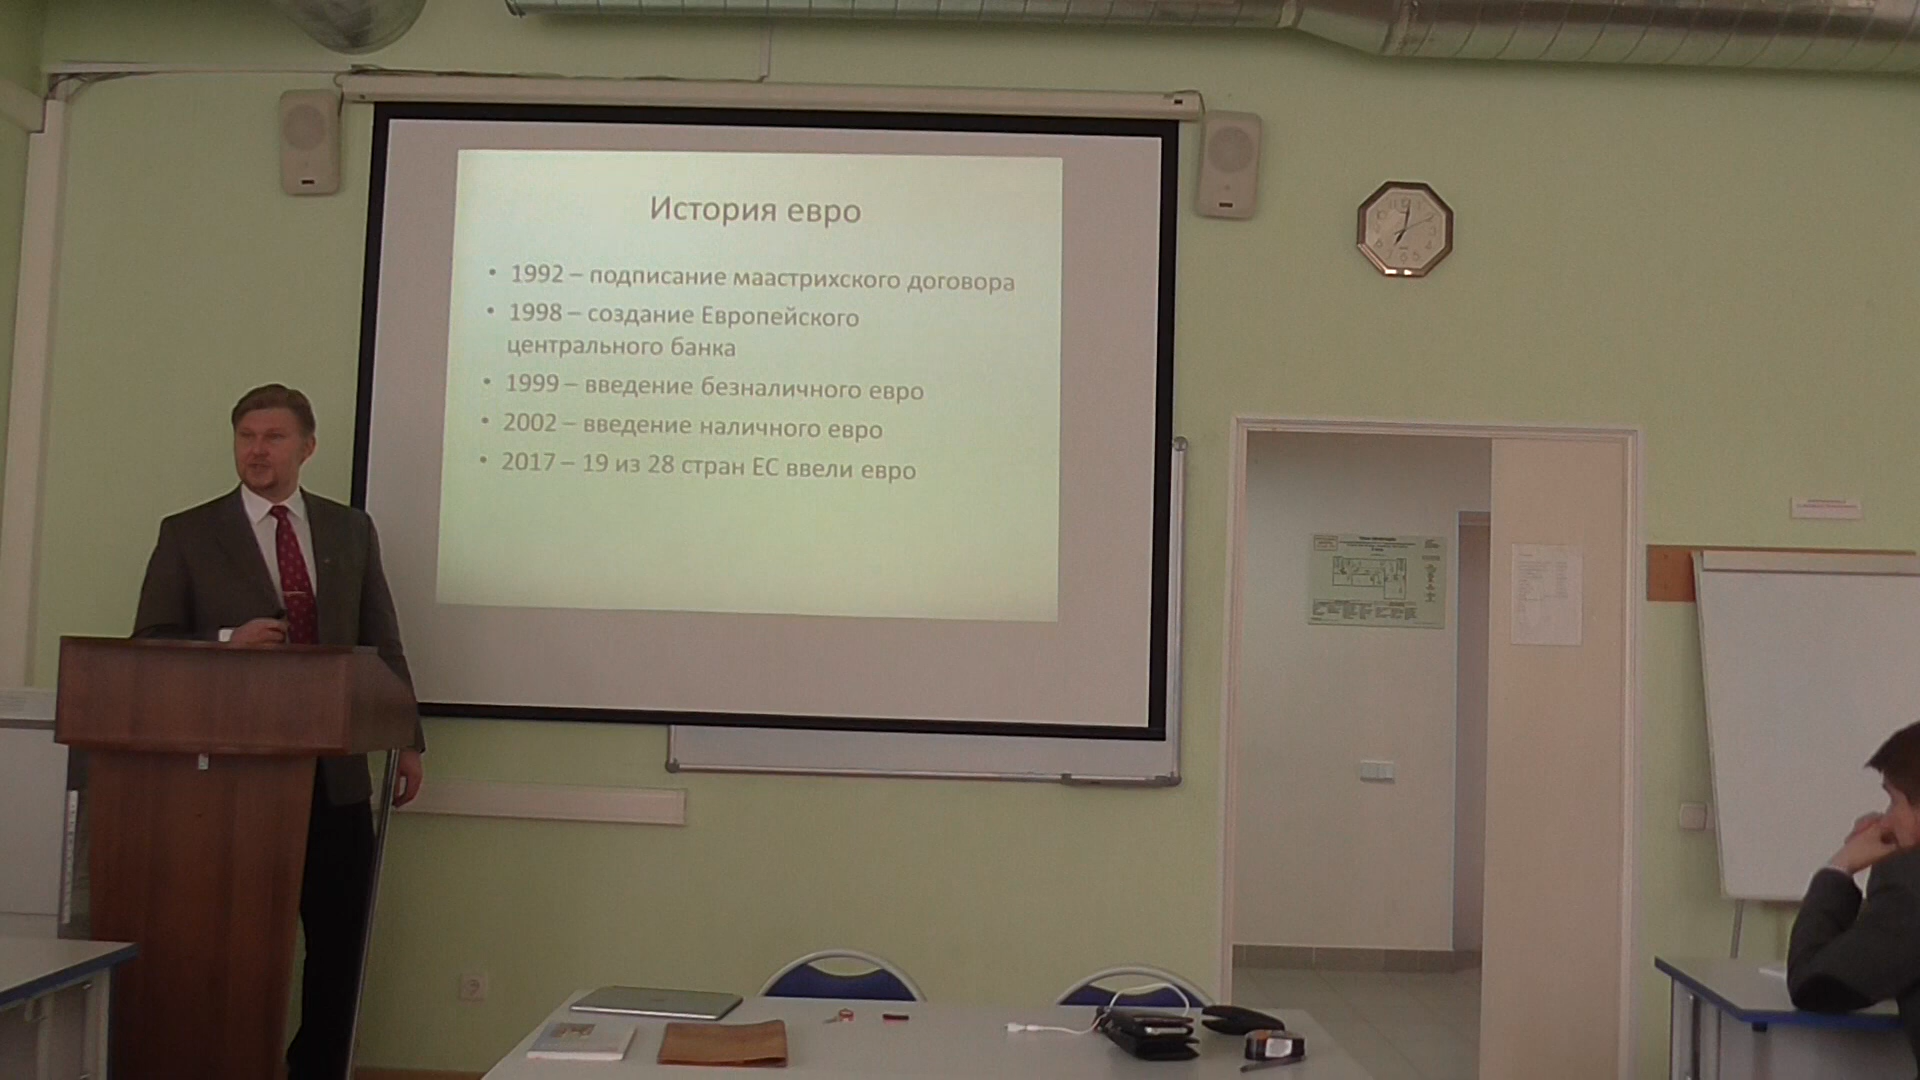 История евро
• 1992 – подписание маастрихского договора
• 1998 – создание Европейского
центрального банка
• 1999 – введение безналичного евро
• 2002 – введение наличного евро
• 2017 – 19 из 28 стран ЕС ввели евро